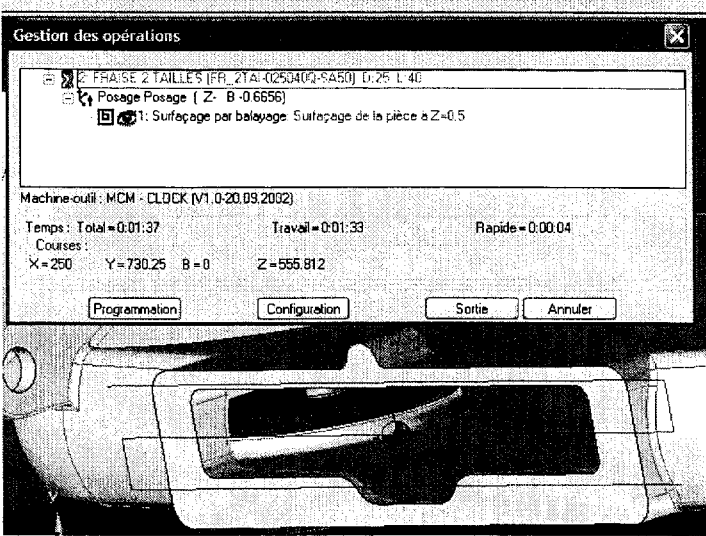 Gestion des opérations
2: FRAISE 2 TAILLES (FR_2TAI-025040Q-SA50) D:25 L:40
Posage Posage ( Z- B -0.6656)
1: Surfaçage par balayage: Surfaçage de la pièce à Z=0.5
Machine-outil : MCM - CLOCK (V1.0-20.09.2002)
Temps : Total = 0:01:37 Travail = 0:01:33 Rapide = 0:00:04
Courses :
X = 250 Y = 730.25 B = 0 Z = 555.812
Programmation Configuration Sortie Annuler